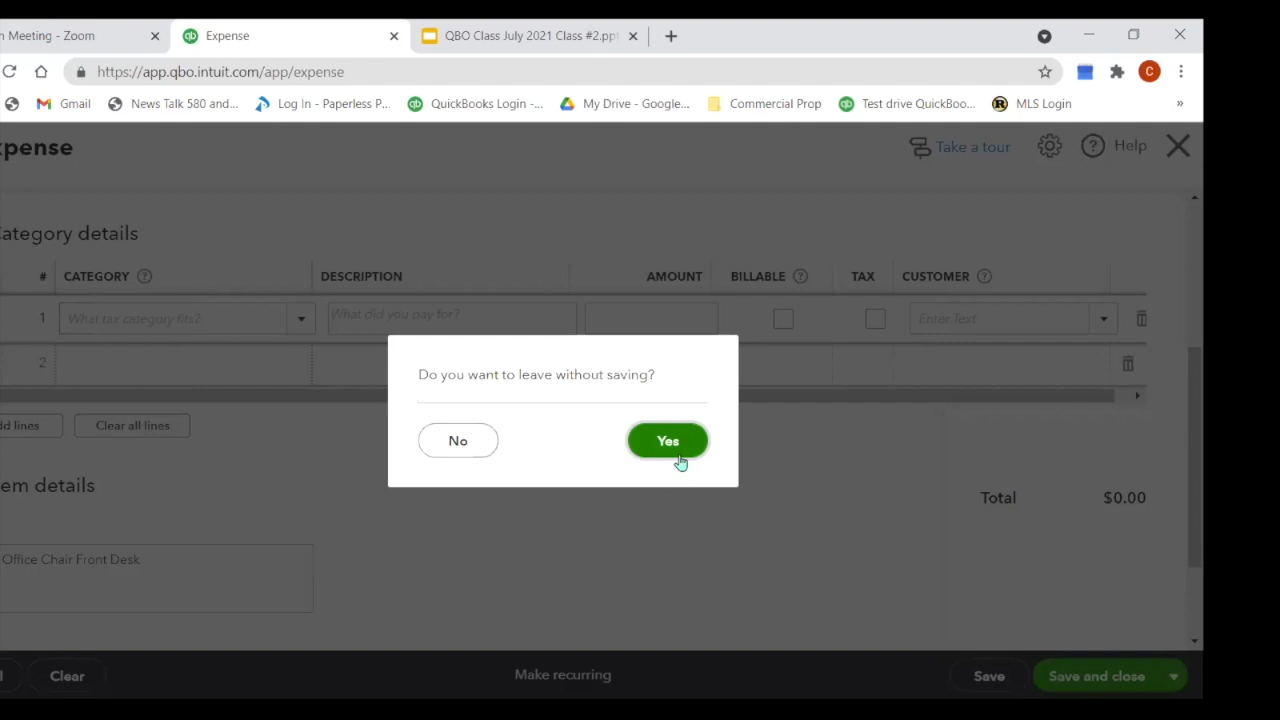 n Meeting - Zoom
Expense
QBO Class July 2021 Class #2.ppt
https://app.qbo.intuit.com/app/expense
C
Gmail
News Talk 580 and...
Log In - Paperless P...
QuickBooks Login -...
My Drive - Google...
Commercial Prop
Test drive QuickBoo...
MLS Login
»
xpense
Take a tour
Help
ategory details
# CATEGORY DESCRIPTION AMOUNT BILLABLE TAX CUSTOMER
1 What tax category fits? What did you pay for? Enter Text
2
Do you want to leave without saving?
dd lines
Clear all lines
No
Yes
em details
Total $0.00
Office Chair Front Desk
l
Clear
Make recurring
Save
Save and close